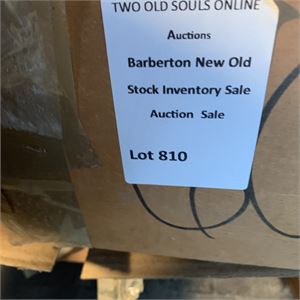 TWO OLD SOULS ONLINE
Auctions
Barberton New Old
Stock Inventory Sale
Auction Sale
Lot 810